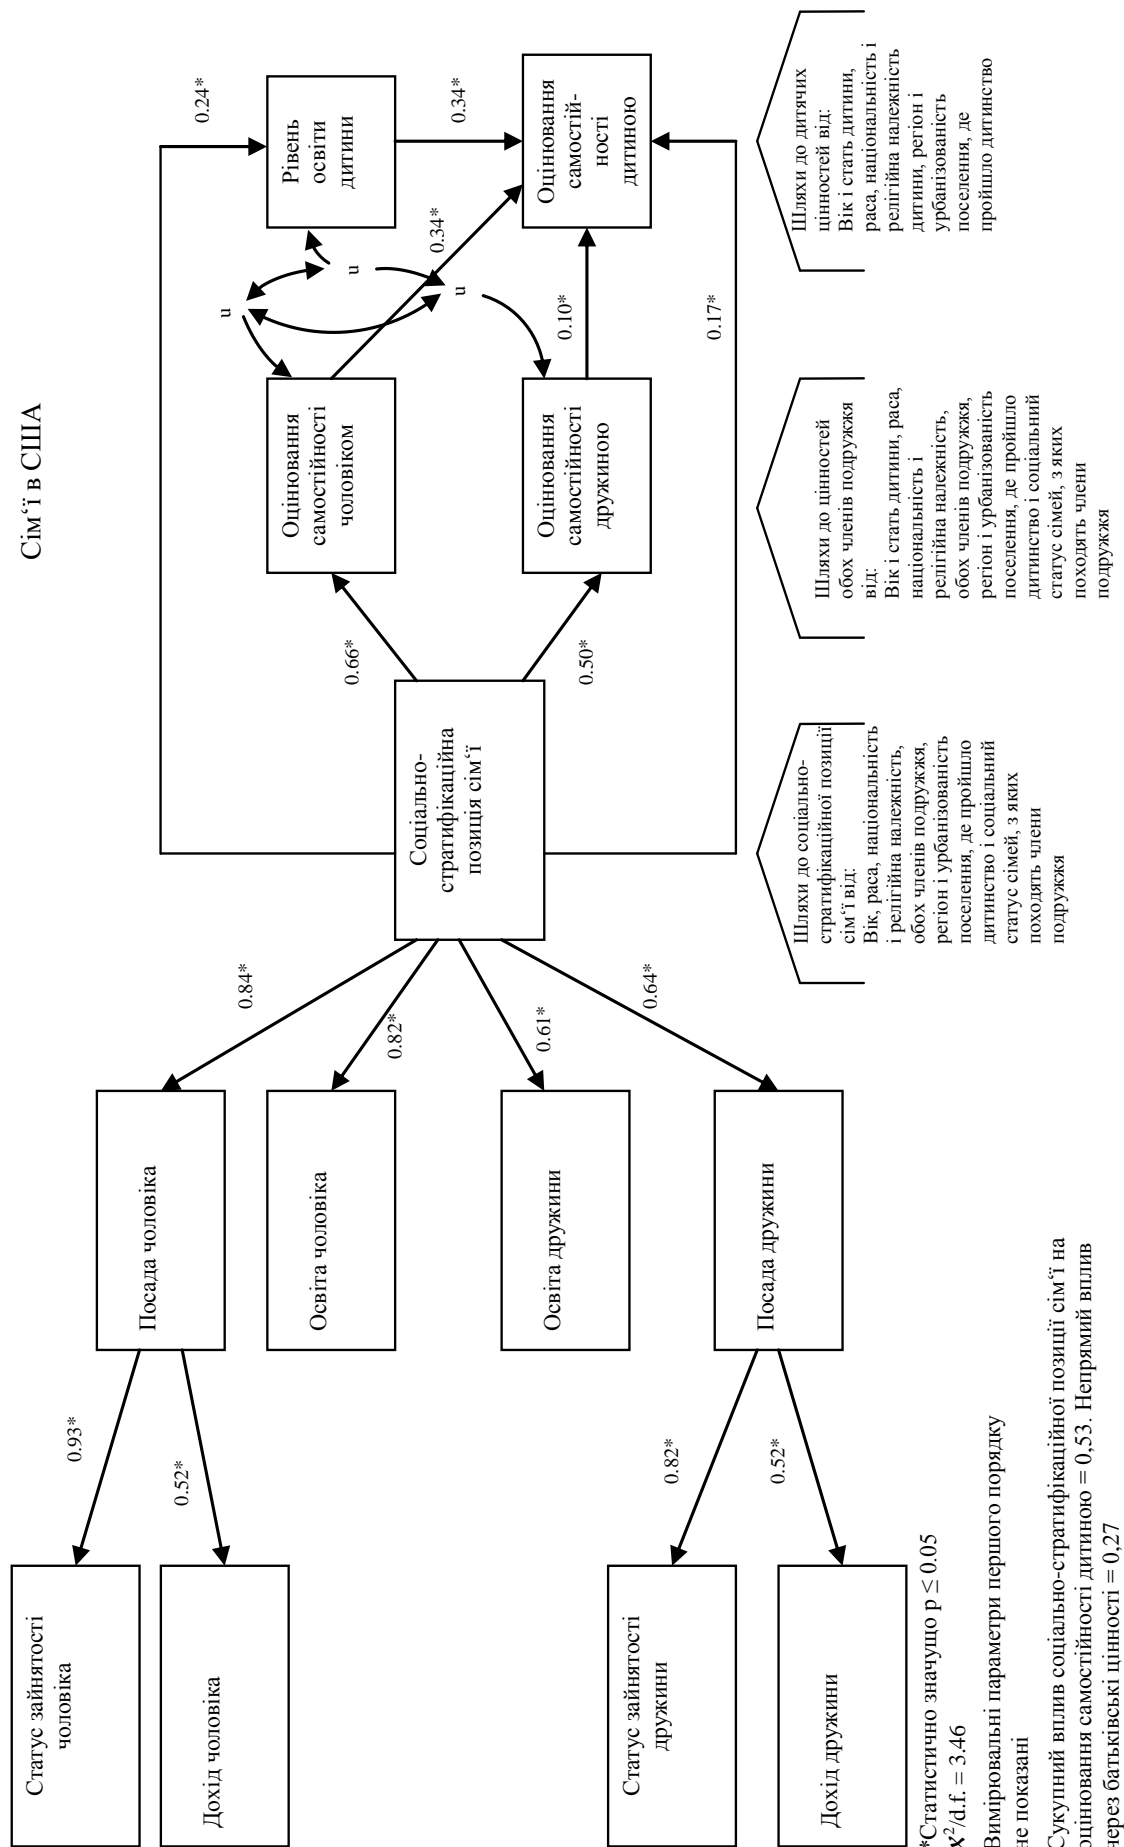 Сім‘ї в США
Статус зайнятості
чоловіка
Дохід чоловіка
Статус зайнятості
дружини
Дохід дружини
0.93*
0.52*
0.82*
0.52*
Посада чоловіка
Освіта чоловіка
Освіта дружини
Посада дружини
0.84*
0.82*
0.61*
0.64*
Соціально-
стратифікаційна
позиція сім‘ї
0.66*
0.50*
Оцінювання
самостійності
чоловіком
Оцінювання
самостійності
дружиною
u
u
u
0.34*
0.10*
0.17*
0.24*
Рівень
освіти
дитини
0.34*
Оцінювання
самостій-
ності
дитиною
Шляхи до соціально-
стратифікаційної позиції
сім‘ї від:
Вік, раса, національність
і релігійна належність,
обох членів подружжя,
регіон і урбанізованість
поселення, де пройшло
дитинство і соціальний
статус сімей, з яких
походять члени
подружжя
Шляхи до цінностей
обох членів подружжя
від:
Вік і стать дитини, раса,
національність і
релігійна належність,
обох членів подружжя,
регіон і урбанізованість
поселення, де пройшло
дитинство і соціальний
статус сімей, з яких
походять члени
подружжя
Шляхи до дитячих
цінностей від:
Вік і стать дитини,
раса, національність і
релігійна належність
дитини, регіон і
урбанізованість
поселення, де
пройшло дитинство
*Статистично значущо p ≤ 0.05
x²/d.f. = 3.46
Вимірювальні параметри першого порядку
не показані
Сукупний вплив соціально-стратифікаційної позиції сім‘ї на
оцінювання самостійності дитиною = 0,53. Непрямий вплив
через батьківські цінності = 0,27